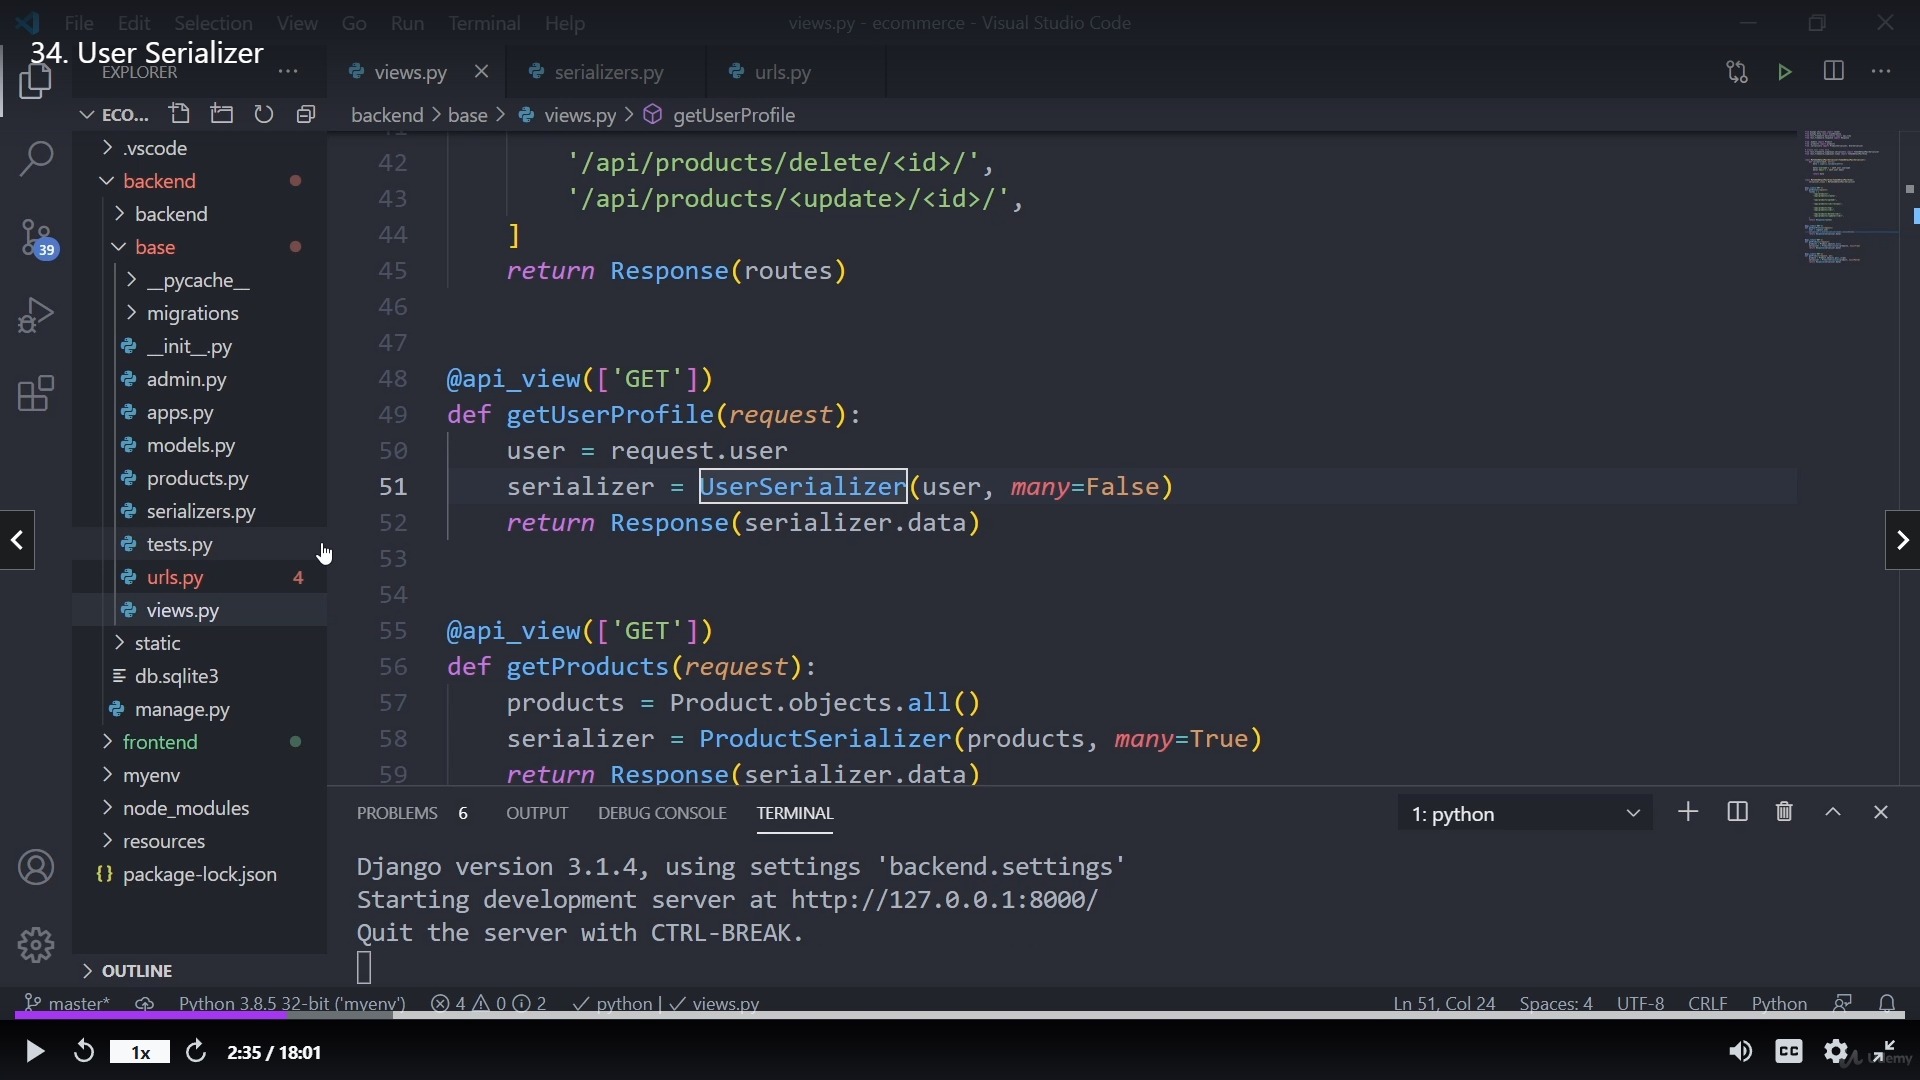 File Edit Selection View Go Run Terminal Help
views.py - ecommerce - Visual Studio Code
34. User Serializer
EXPLORER
views.py
serializers.py
urls.py
ECO...
backend > base > views.py > getUserProfile
.vscode
backend
backend
base
__pycache__
migrations
__init__.py
admin.py
apps.py
models.py
products.py
serializers.py
tests.py
urls.py 4
views.py
static
db.sqlite3
manage.py
frontend
myenv
node_modules
resources
package-lock.json
OUTLINE
39
42 '/api/products/delete/<id>/',
43 '/api/products/<update>/<id>/',
44 ]
45 return Response(routes)
46
47
48 @api_view(['GET'])
49 def getUserProfile(request):
50 user = request.user
51 serializer = UserSerializer(user, many=False)
52 return Response(serializer.data)
53
54
55 @api_view(['GET'])
56 def getProducts(request):
57 products = Product.objects.all()
58 serializer = ProductSerializer(products, many=True)
59 return Response(serializer.data)
PROBLEMS 6 OUTPUT DEBUG CONSOLE TERMINAL
1: python
Django version 3.1.4, using settings 'backend.settings'
Starting development server at http://127.0.0.1:8000/
Quit the server with CTRL-BREAK.
master* Python 3.8.5 32-bit ('myenv') 4 0 2 python | views.py
Ln 51, Col 24 Spaces: 4 UTF-8 CRLF Python
1x 2:35 / 18:01
CC
Udemy